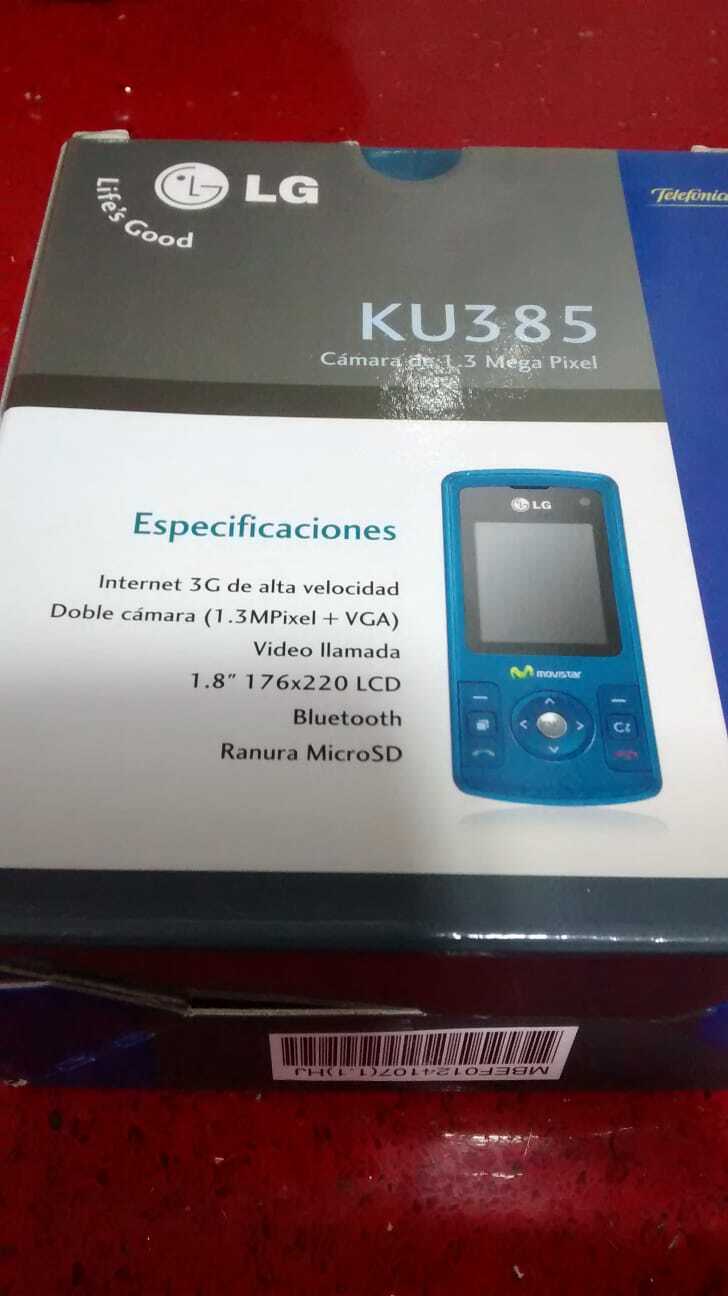 Life's Good
LG
Telefónica
KU385
Cámara de 1.3 Mega Pixel
Especificaciones
Internet 3G de alta velocidad
Doble cámara (1.3MPixel + VGA)
Video llamada
1.8” 176x220 LCD
Bluetooth
Ranura MicroSD
LG
movistar
MBEF0124107(1.1)HJ